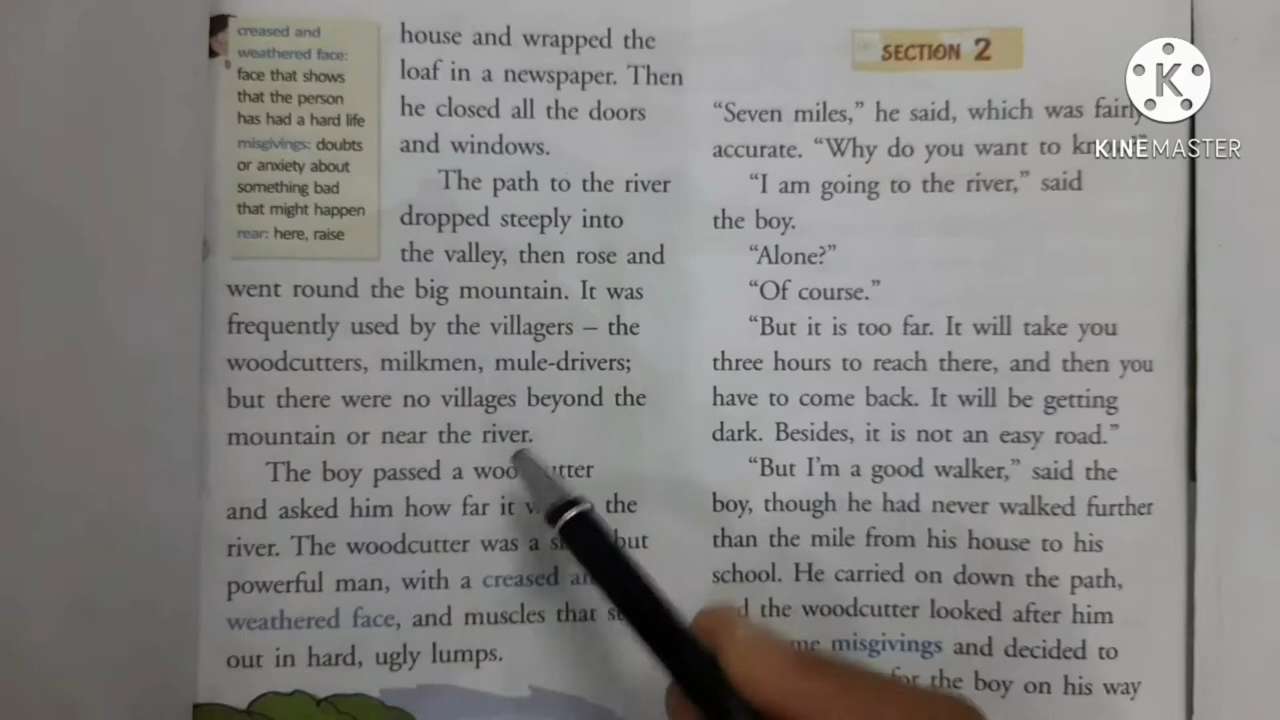 creased and
weathered face:
face that shows
that the person
has had a hard life
misgivings: doubts
or anxiety about
something bad
that might happen
rear: here, raise
house and wrapped the
loaf in a newspaper. Then
he closed all the doors
and windows.
The path to the river
dropped steeply into
the valley, then rose and
went round the big mountain. It was
frequently used by the villagers – the
woodcutters, milkmen, mule-drivers;
but there were no villages beyond the
mountain or near the river.
The boy passed a
and asked him how far it the
river. The woodcutter was a but
powerful man, with a creased
weathered face, and muscles that
out in hard, ugly lumps.
SECTION 2
“Seven miles,” he said, which was fairly
accurate. “Why do you want to
“I am going to the river,” said
the boy.
“Alone?”
“Of course.”
“But it is too far. It will take you
three hours to reach there, and then you
have to come back. It will be getting
dark. Besides, it is not an easy road.”
“But I’m a good walker,” said the
boy, though he had never walked further
than the mile from his house to his
school. He carried on down the path,
the woodcutter looked after him
misgivings and decided to
for the boy on his way
K
KINEMASTER